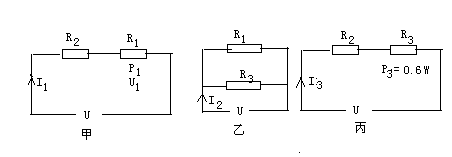 R₂ R₁
P₁
U₁
I₁
U
甲
R₁
R₃
I₂
U
乙
R₂ R₃
P₃=0.6W
I₃
U
丙